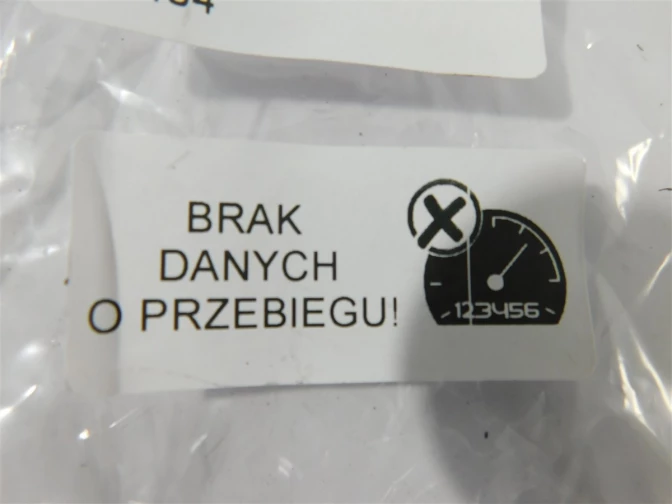 BRAK
DANYCH
O PRZEBIEGU!
123456